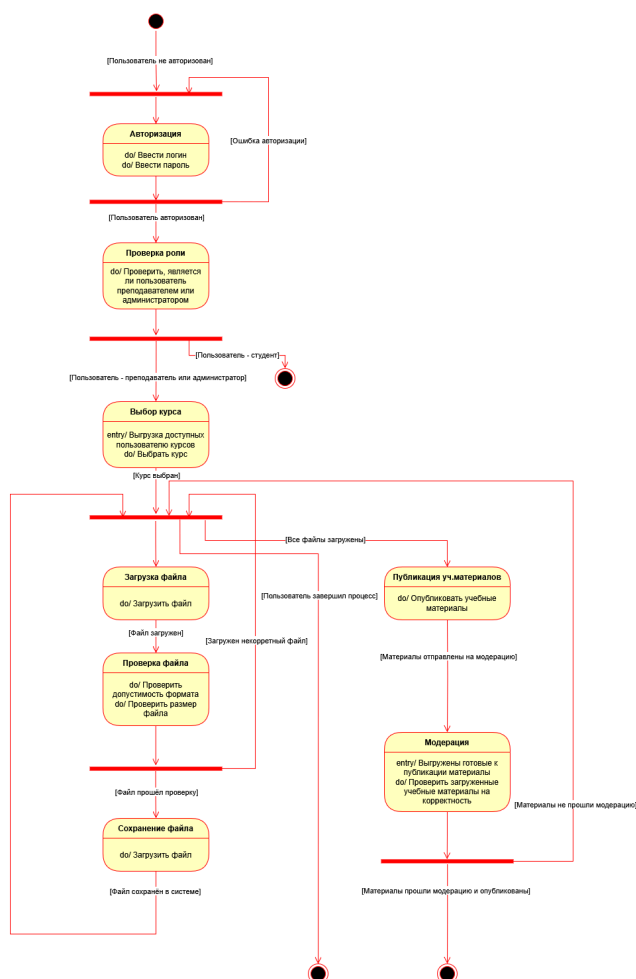 [Пользователь не авторизован]
[Ошибка авторизации]
Авторизация
do/ Ввести логин
do/ Ввести пароль
[Пользователь авторизован]
Проверка роли
do/ Проверить, является
ли пользователь
преподавателем или
администратором
[Пользователь - студент]
[Пользователь - преподаватель или администратор]
Выбор курса
entry/ Выгрузка доступных
пользователю курсов
do/ Выбрать курс
[Курс выбран]
[Все файлы загружены]
Загрузка файла
do/ Загрузить файл
Публикация уч.материалов
do/ Опубликовать учебные
материалы
[Пользователь завершил процесс]
[Файл загружен]
[Загружен некорретный файл]
[Материалы отправлены на модерацию]
Проверка файла
do/ Проверить
допустимость формата
do/ Проверить размер
файла
Модерация
entry/ Выгружены готовые к
публикации материалы
do/ Проверить загруженные
учебные материалы на
корректность
[Файл прошёл проверку]
[Материалы не прошли модерацию]
Сохранение файла
do/ Загрузить файл
[Файл сохранён в системе]
[Материалы прошли модерацию и опубликованы]